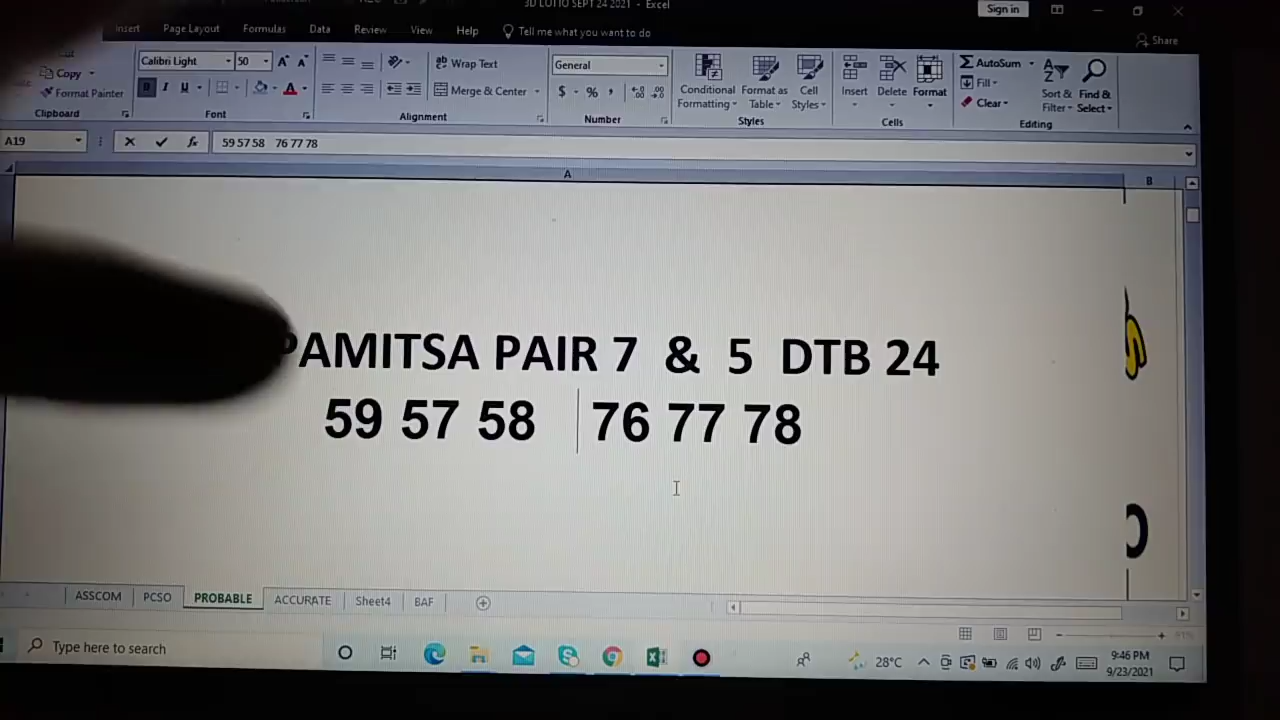 3D LOTTO SEPT 24 2021 - Excel
Sign in
Insert Page Layout Formulas Data Review View Help Tell me what you want to do
Share
Copy
Format Painter
Clipboard
Calibri Light 50 A A
B I U A
Font
ab Wrap Text
Merge & Center
Alignment
General
$ % ,
Number
Conditional Formatting
Format as Table
Cell Styles
Styles
Insert Delete Format
Cells
AutoSum
Fill
Clear
Sort & Filter
Find & Select
Editing
A19 fx 59 57 58 76 77 78
A B
PAMITSA PAIR 7 & 5 DTB 24
59 57 58 76 77 78
ASSCOM PCSO PROBABLE ACCURATE Sheet4 BAF
91%
Type here to search
28°C
9:46 PM
9/23/2021